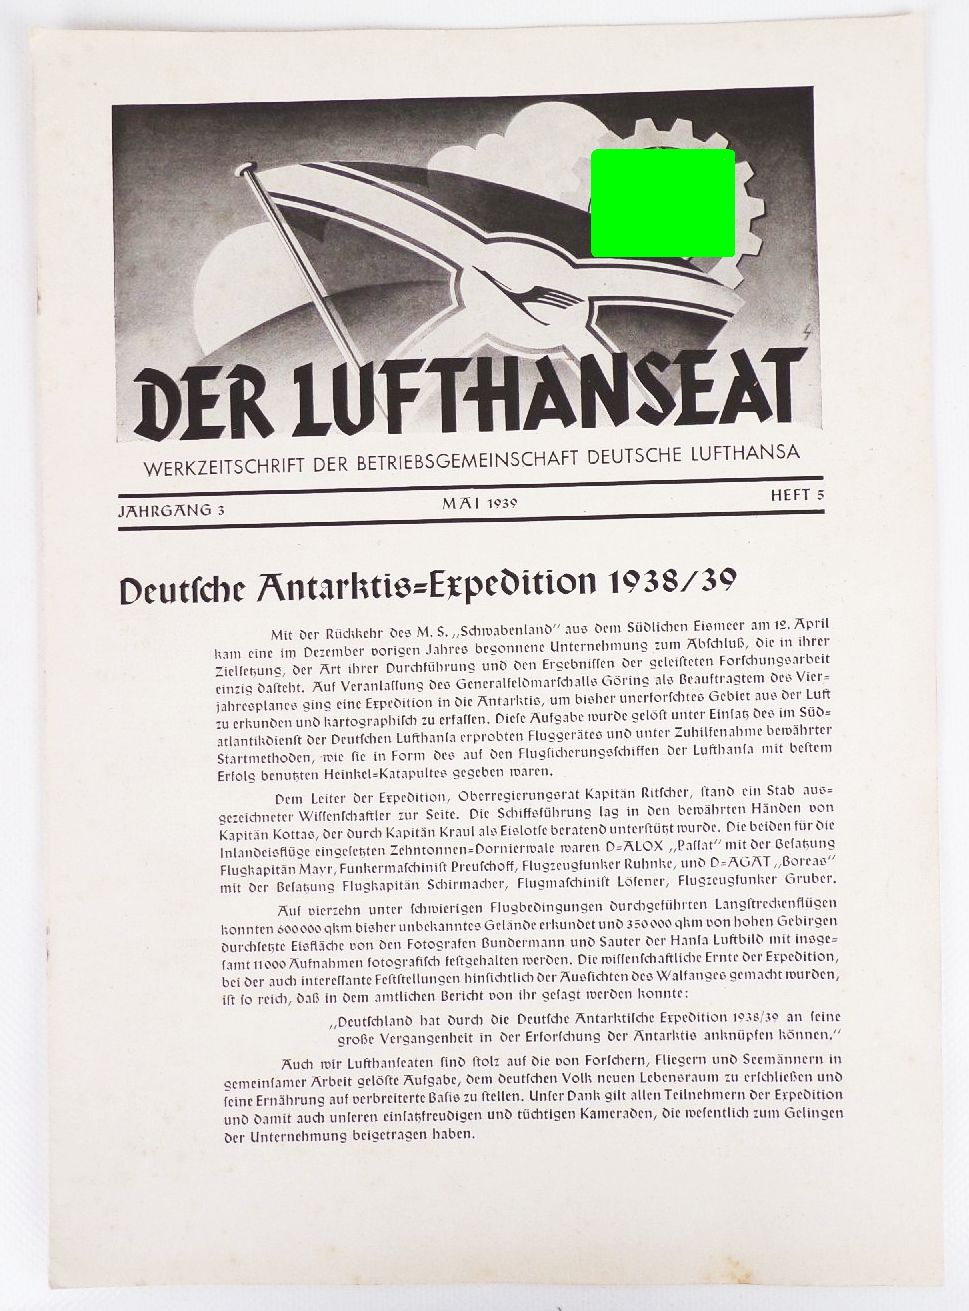 DER LUFTHANSEAT
WERKZEITSCHRIFT DER BETRIEBSGEMEINSCHAFT DEUTSCHE LUFTHANSA
JAHRGANG 3 MAI 1939 HEFT 5
Deutsche Antarktis=Expedition 1938/39
Mit der Rückkehr des M. S. „Schwabenland“ aus dem Südlichen Eismeer am 12. April
kam eine im Dezember vorigen Jahres begonnene Unternehmung zum Abschluß, die in ihrer
Zielsetzung, der Art ihrer Durchführung und den Ergebnissen der geleisteten Forschungsarbeit
einzig dasteht. Auf Veranlassung des Generalfeldmarschalls Göring als Beauftragtem des Vier=
jahresplanes ging eine Expedition in die Antarktis, um bisher unerforschtes Gebiet aus der Luft
zu erkunden und kartographisch zu erfassen. Diese Aufgabe wurde gelöst unter Einsatz des im Süd=
atlantikdienst der Deutschen Lufthansa erprobten Fluggerätes und unter Zuhilfenahme bewährter
Startmethoden, wie sie in Form des auf den Flugsicherungsschiffen der Lufthansa mit bestem
Erfolg benutzten Heinkel=Katapultes gegeben waren.
Dem Leiter der Expedition, Oberregierungsrat Kapitän Ritscher, stand ein Stab aus=
gezeichneter Wissenschaftler zur Seite. Die Schiffsführung lag in den bewährten Händen von
Kapitän Kottas, der durch Kapitän Kraul als Eislotse beratend unterstützt wurde. Die beiden für die
Inlandeisflüge eingesetzten Zehntonnen=Dornierwale waren D=ALOX „Passat“ mit der Besatzung
Flugkapitän Mayr, Funkermaschinist Preuschoff, Flugzeugfunker Ruhnke, und D=AGAT „Boreas“
mit der Besatzung Flugkapitän Schirmacher, Flugmaschinist Lösener, Flugzeugfunker Gruber.
Auf vierzehn unter schwierigen Flugbedingungen durchgeführten Langstreckenflügen
konnten 600000 qkm bisher unbekanntes Gelände erkundet und 350000 qkm von hohen Gebirgen
durchsetzte Eisfläche von den Fotografen Bundermann und Sauter der Hansa Luftbild mit insge=
samt 11000 Aufnahmen fotografisch festgehalten werden. Die wissenschaftliche Ernte der Expedition,
bei der auch interessante Feststellungen hinsichtlich der Aussichten des Walfanges gemacht wurden,
ist so reich, daß in dem amtlichen Bericht von ihr gesagt werden konnte:
„Deutschland hat durch die Deutsche Antarktische Expedition 1938/39 an seine
große Vergangenheit in der Erforschung der Antarktis anknüpfen können.“
Auch wir Lufthanseaten sind stolz auf die von Forschern, Fliegern und Seemännern in
gemeinsamer Arbeit gelöste Aufgabe, dem deutschen Volk neuen Lebensraum zu erschließen und
seine Ernährung auf verbreiterte Basis zu stellen. Unser Dank gilt allen Teilnehmern der Expedition
und damit auch unseren einsatzfreudigen und tüchtigen Kameraden, die wesentlich zum Gelingen
der Unternehmung beigetragen haben.